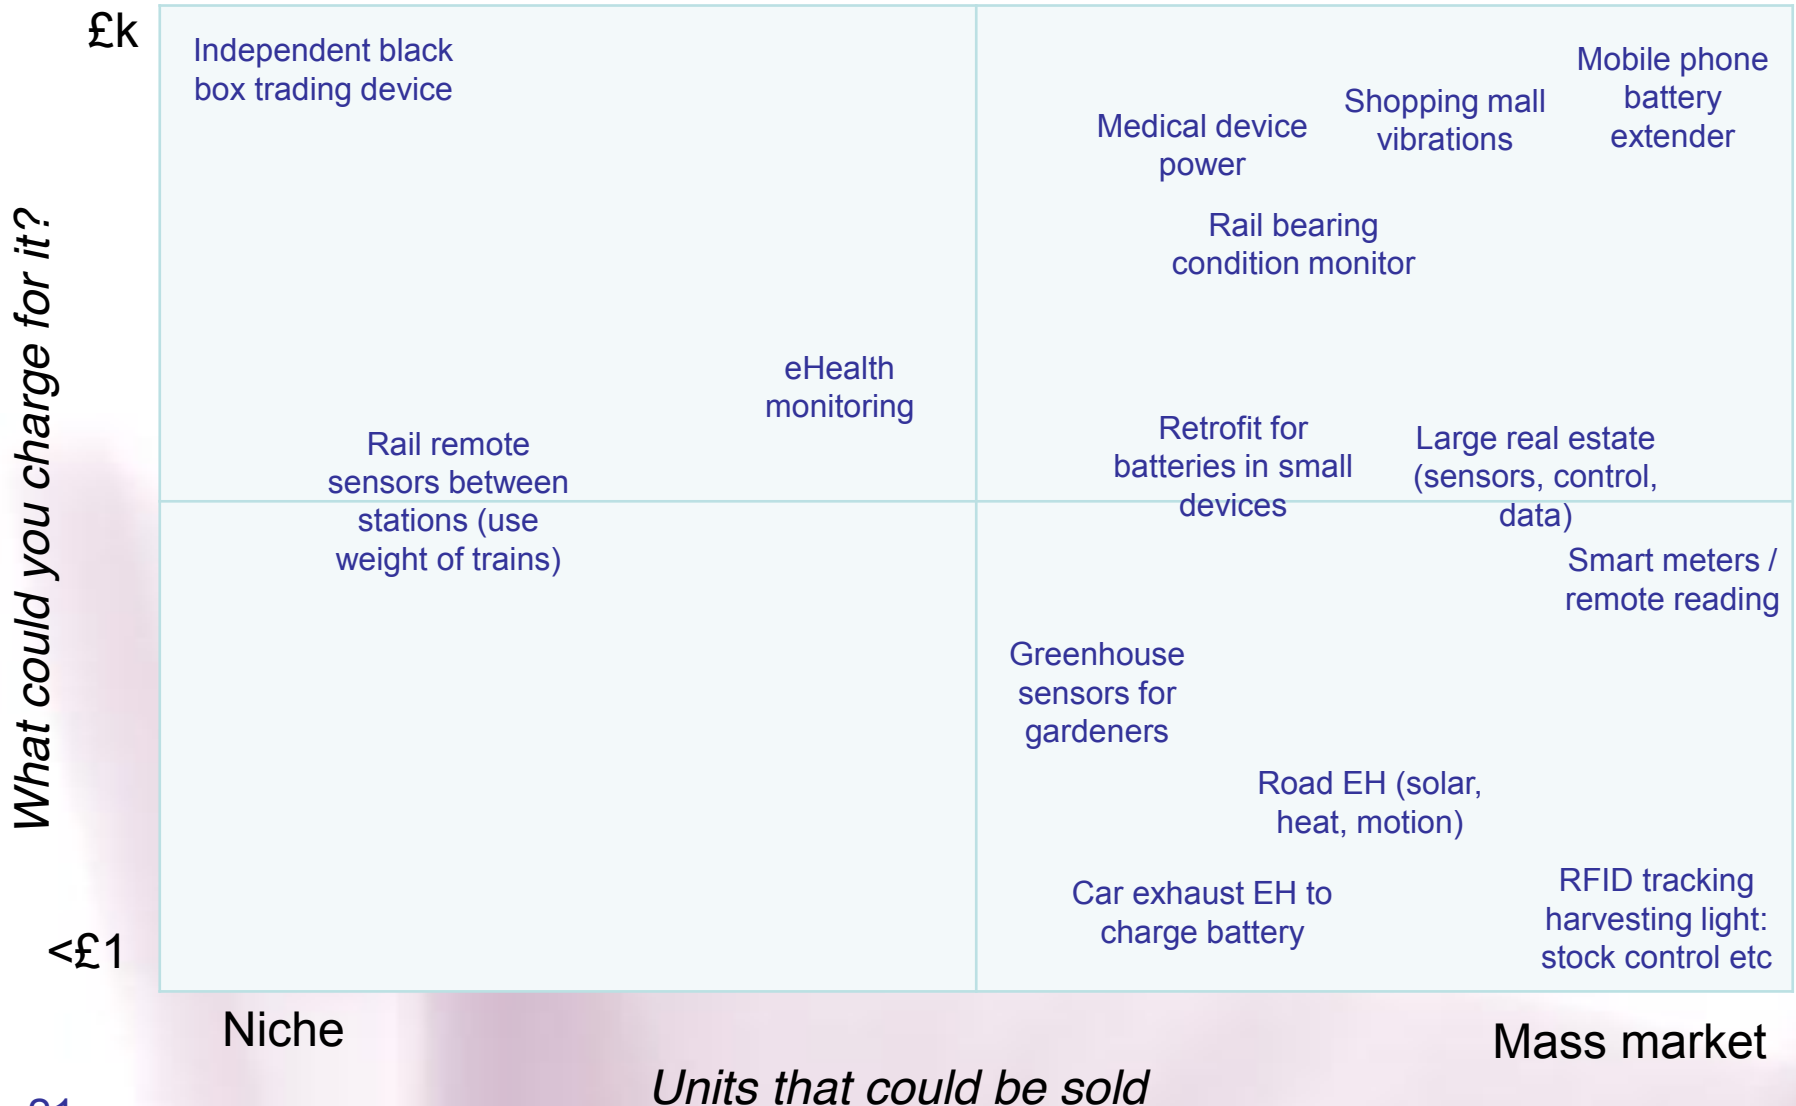 £k
Independent black
box trading device
Mobile phone
battery
extender
Shopping mall
vibrations
Medical device
power
Rail bearing
condition monitor
What could you charge for it?
eHealth
monitoring
Rail remote
sensors between
stations (use
weight of trains)
Retrofit for
batteries in small
devices
Large real estate
(sensors, control,
data)
Smart meters /
remote reading
Greenhouse
sensors for
gardeners
Road EH (solar,
heat, motion)
Car exhaust EH to
charge battery
RFID tracking
harvesting light:
stock control etc
<£1
Niche
Mass market
Units that could be sold